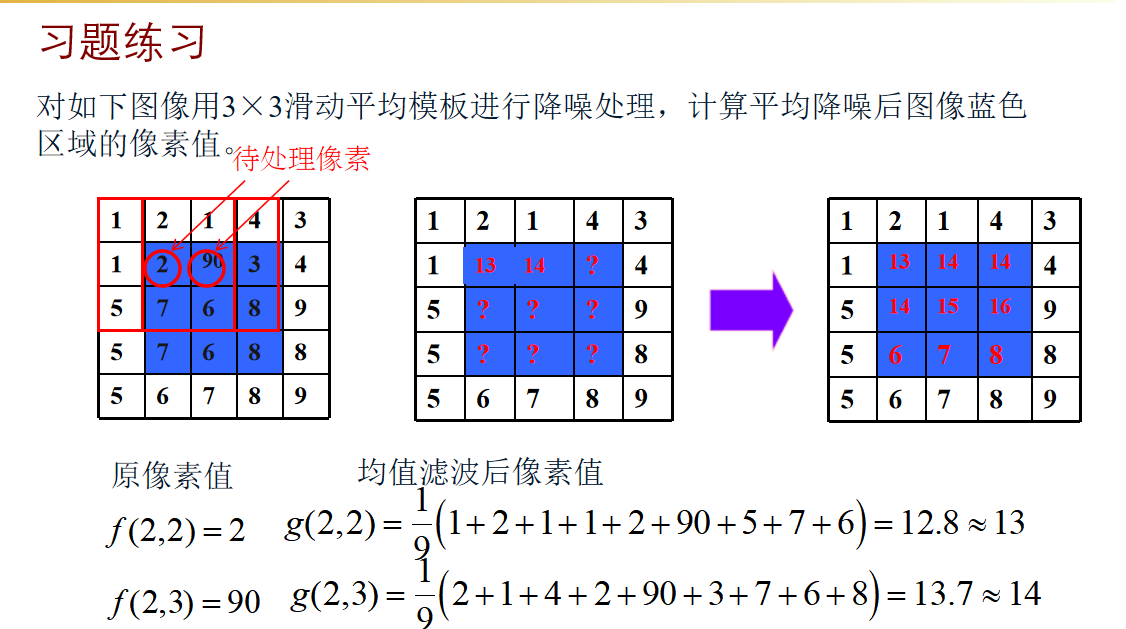 习题练习
对如下图像用3×3滑动平均模板进行降噪处理，计算平均降噪后图像蓝色
区域的像素值。
待处理像素
1 2 1 4 3
1 2 90 3 4
5 7 6 8 9
5 7 6 8 8
5 6 7 8 9
1 2 1 4 3
1 13 14 ? 4
5 ? ? ? 9
5 ? ? ? 8
5 6 7 8 9
1 2 1 4 3
1 13 14 14 4
5 14 15 16 9
5 6 7 8 8
5 6 7 8 9
原像素值
均值滤波后像素值
f(2,2) = 2
g(2,2) = 1/9 (1+2+1+1+2+90+5+7+6) = 12.8 ≈ 13
f(2,3) = 90
g(2,3) = 1/9 (2+1+4+2+90+3+7+6+8) = 13.7 ≈ 14